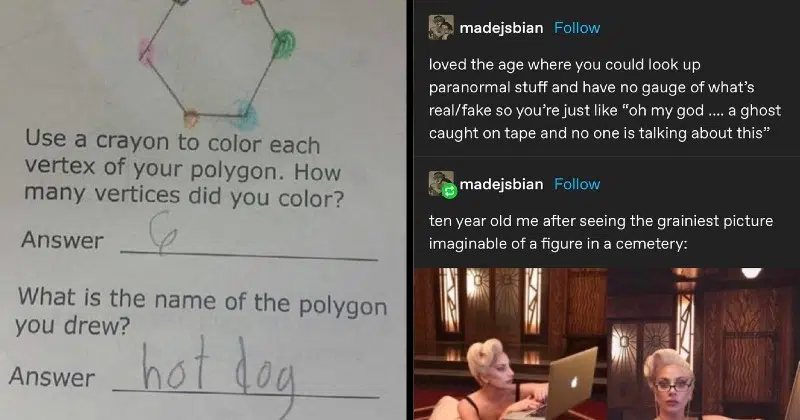 Use a crayon to color each
vertex of your polygon. How
many vertices did you color?
Answer 6
What is the name of the polygon
you drew?
Answer hot dog
madejsbian Follow
loved the age where you could look up
paranormal stuff and have no gauge of what's
real/fake so you're just like “oh my god .... a ghost
caught on tape and no one is talking about this”
madejsbian Follow
ten year old me after seeing the grainiest picture
imaginable of a figure in a cemetery: